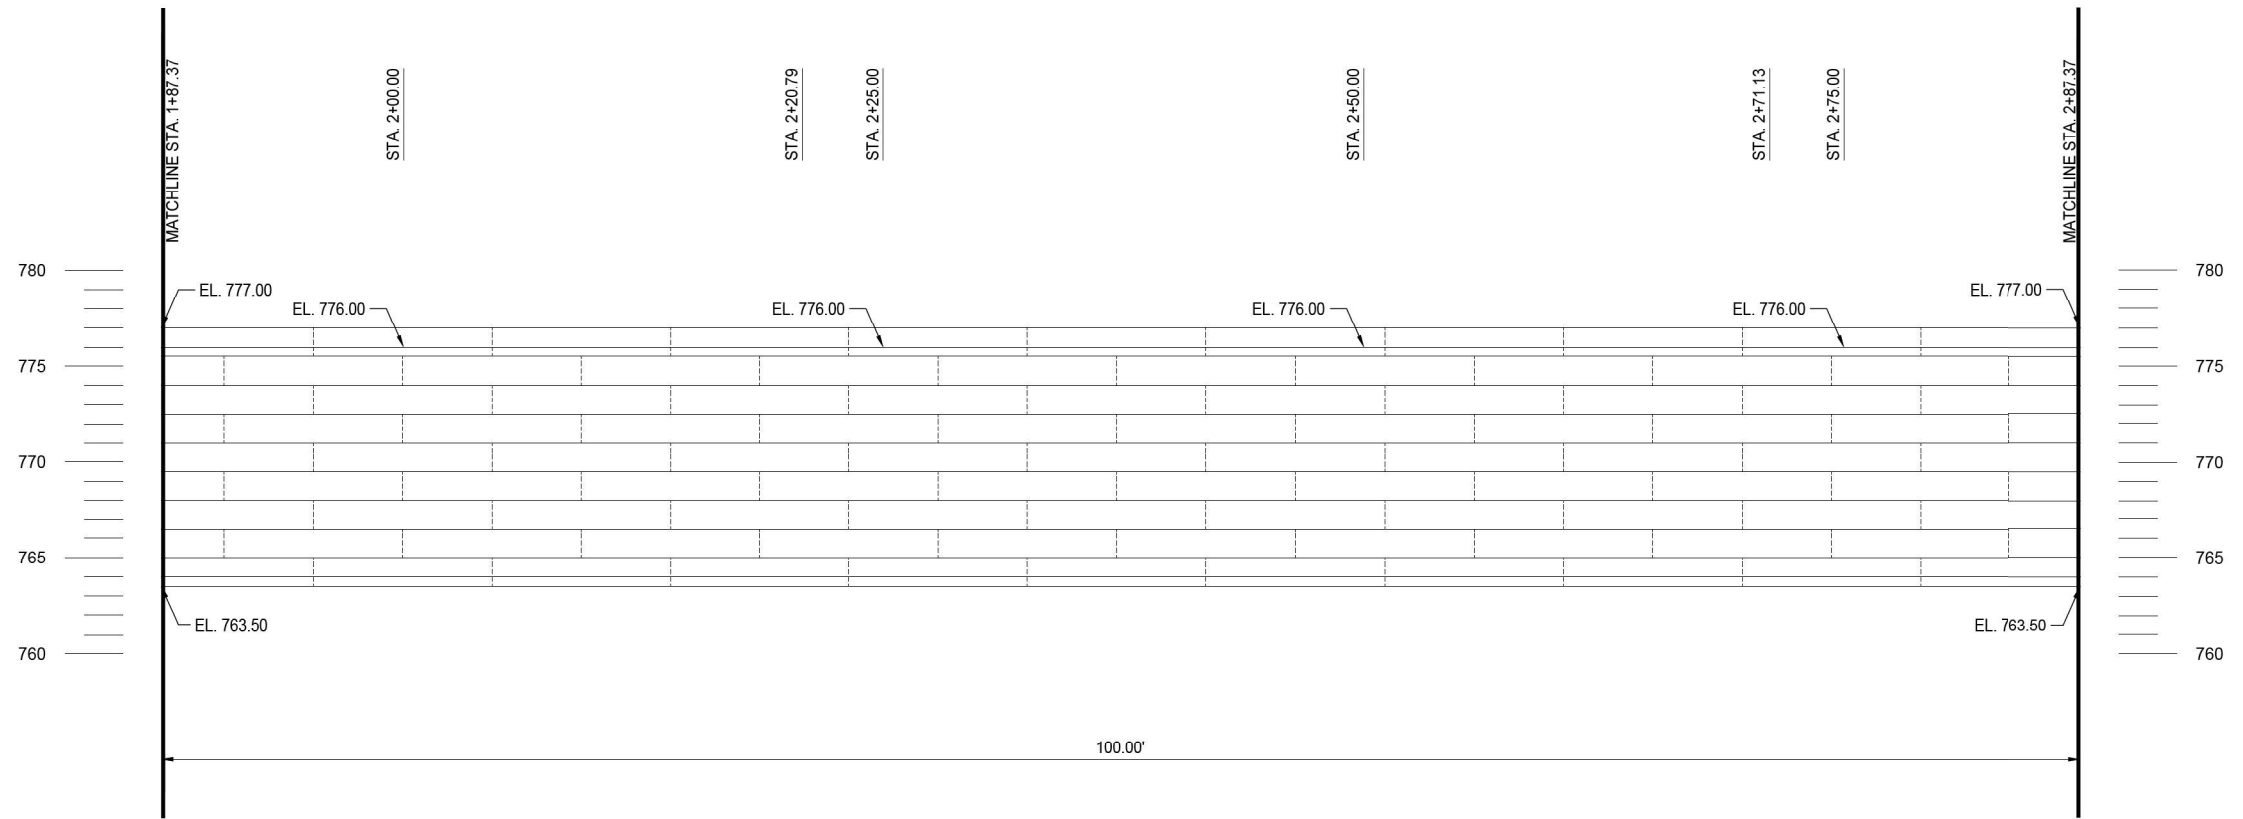 MATCHLINE STA. 1+87.37
STA. 2+00.00
STA. 2+20.79
STA. 2+25.00
STA. 2+50.00
STA. 2+71.13
STA. 2+75.00
MATCHLINE STA. 2+87.37
780
780
EL. 777.00
EL. 777.00
EL. 776.00
EL. 776.00
EL. 776.00
EL. 776.00
775
775
770
770
765
765
EL. 763.50
EL. 763.50
760
760
100.00'